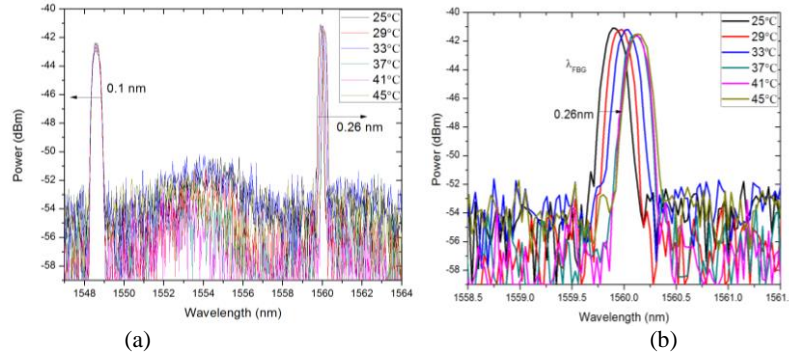 -40
-42
-44
-46
-48
-50
-52
-54
-56
-58
Power (dBm)
1548 1550 1552 1554 1556 1558 1560 1562 1564
Wavelength (nm)
0.1 nm
0.26 nm
25°C
29°C
33°C
37°C
41°C
45°C
(a)
-40
-42
-44
-46
-48
-50
-52
-54
-56
-58
Power (dBm)
1558.5 1559.0 1559.5 1560.0 1560.5 1561.0 1561.
Wavelength (nm)
λFBG
0.26nm
25°C
29°C
33°C
37°C
41°C
45°C
(b)